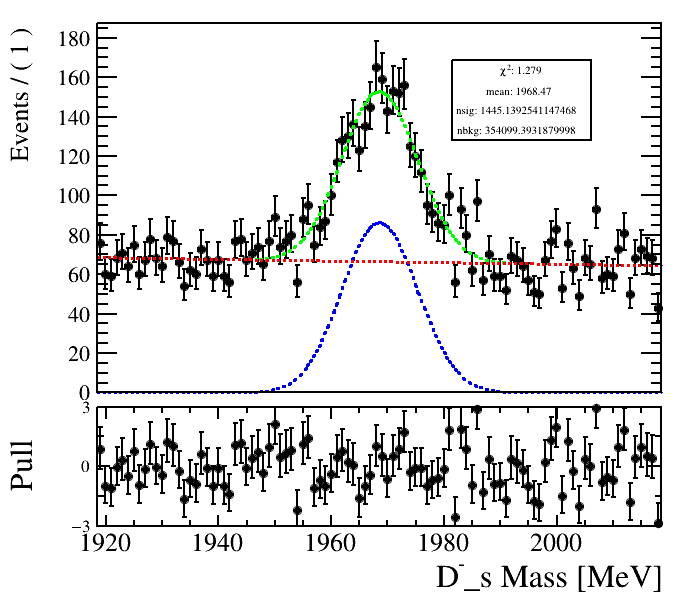 Events / ( 1 )
180
160
140
120
100
80
60
40
20
0
χ²: 1.279
mean: 1968.47
nsig: 1445.1392541147468
nbkg: 354099.3931879998
Pull
3
0
−3
1920 1940 1960 1980 2000
D⁻_s Mass [MeV]